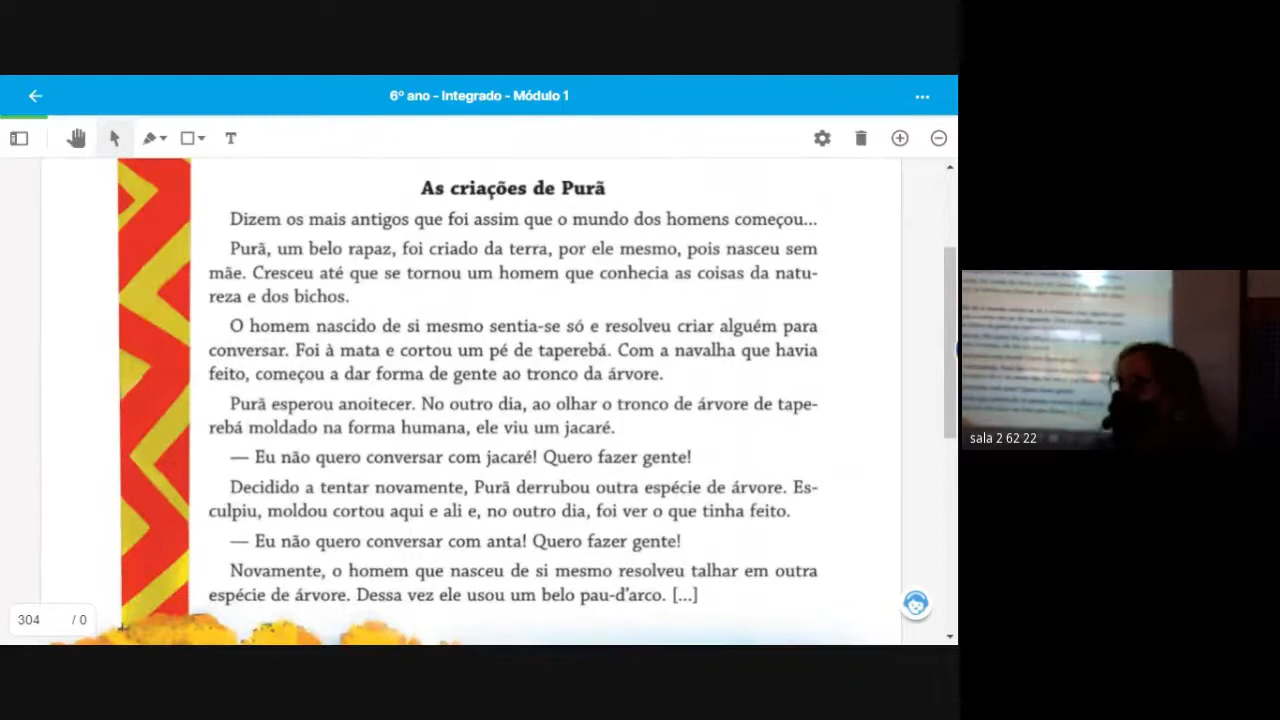 6º ano - Integrado - Módulo 1
T
As criações de Purã
Dizem os mais antigos que foi assim que o mundo dos homens começou...
Purã, um belo rapaz, foi criado da terra, por ele mesmo, pois nasceu sem
mãe. Cresceu até que se tornou um homem que conhecia as coisas da natu-
reza e dos bichos.
O homem nascido de si mesmo sentia-se só e resolveu criar alguém para
conversar. Foi à mata e cortou um pé de taperebá. Com a navalha que havia
feito, começou a dar forma de gente ao tronco da árvore.
Purã esperou anoitecer. No outro dia, ao olhar o tronco de árvore de tape-
rebá moldado na forma humana, ele viu um jacaré.
— Eu não quero conversar com jacaré! Quero fazer gente!
Decidido a tentar novamente, Purã derrubou outra espécie de árvore. Es-
culpiu, moldou cortou aqui e ali e, no outro dia, foi ver o que tinha feito.
— Eu não quero conversar com anta! Quero fazer gente!
Novamente, o homem que nasceu de si mesmo resolveu talhar em outra
espécie de árvore. Dessa vez ele usou um belo pau-d’arco. [...]
304 / 0
sala 2 62 22